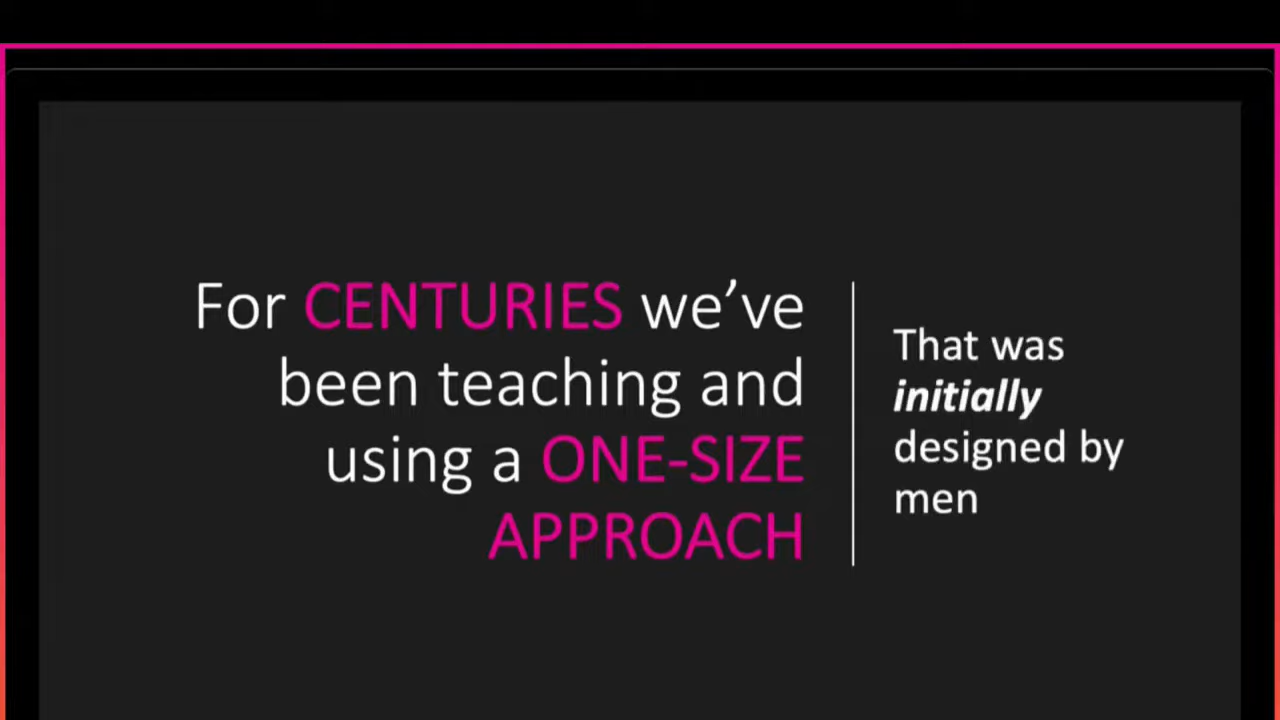 For CENTURIES we’ve
been teaching and
using a ONE-SIZE
APPROACH
That was
initially
designed by
men